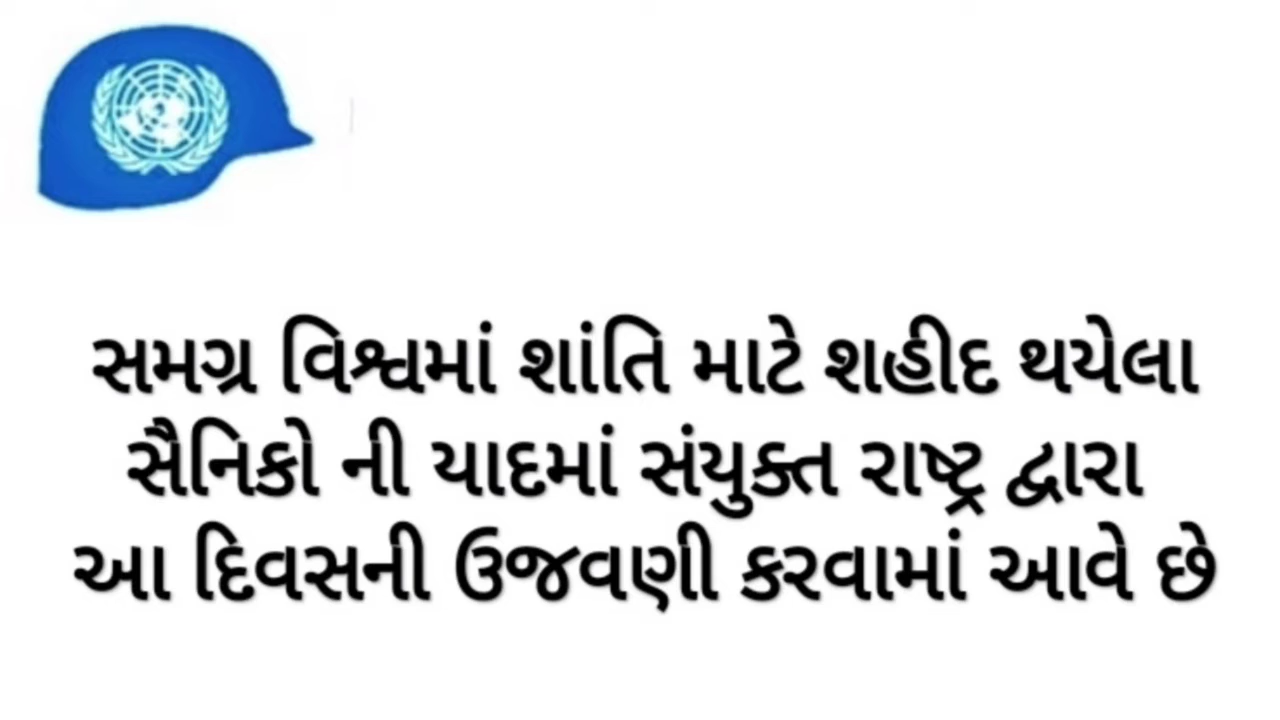 સમગ્ર વિશ્વમાં શાંતિ માટે શહીદ થયેલા
સૈનિકો ની યાદમાં સંયુક્ત રાષ્ટ્ર દ્વારા
આ દિવસની ઉજવણી કરવામાં આવે છે